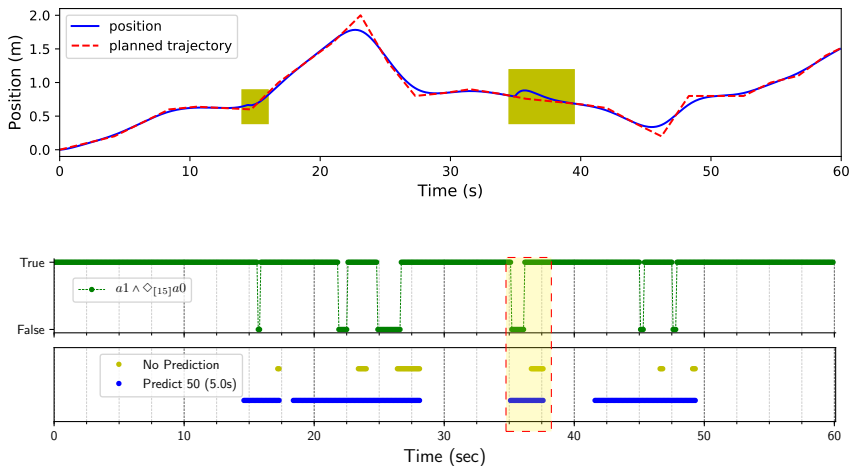 position
planned trajectory
Position (m)
2.0
1.5
1.0
0.5
0.0
0 10 20 30 40 50 60
Time (s)
True
a1 ∧ ◇[15]a0
False
No Prediction
Predict 50 (5.0s)
0 10 20 30 40 50 60
Time (sec)